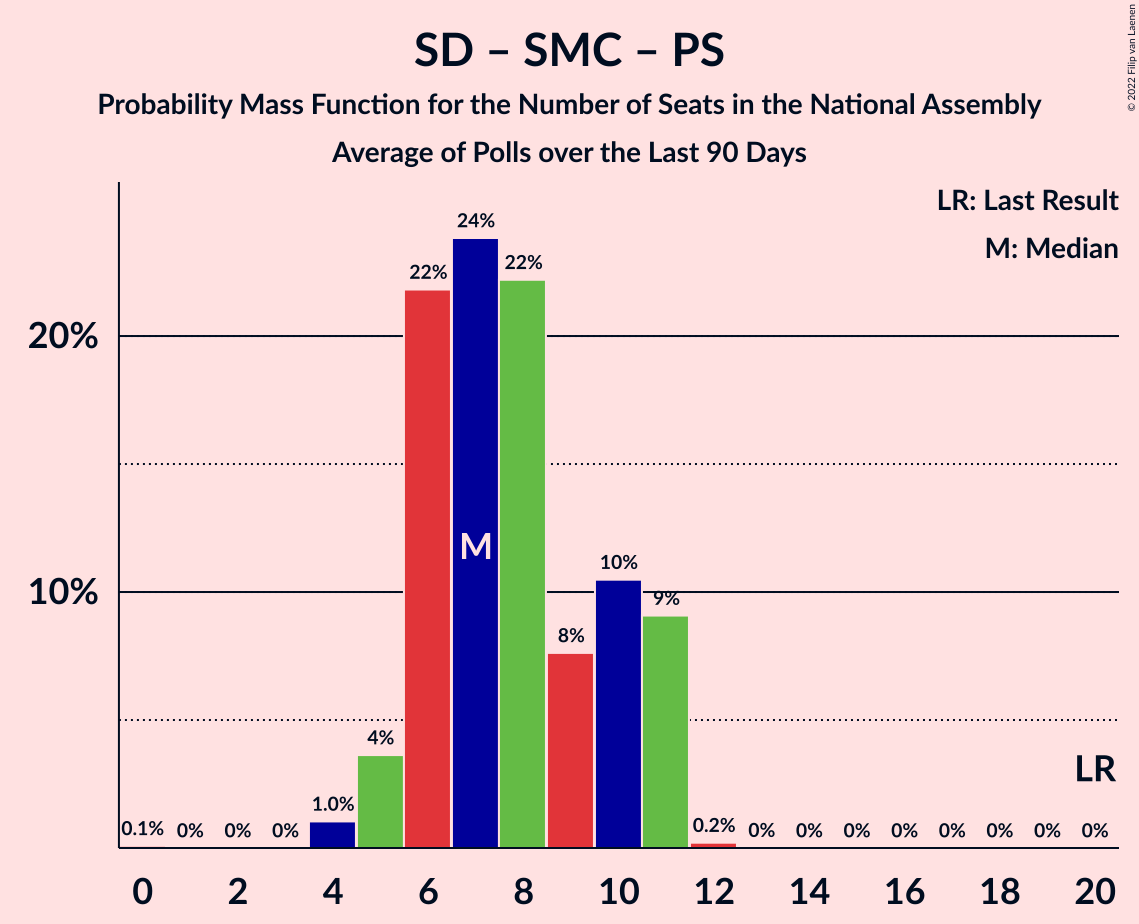 SD – SMC – PS
Probability Mass Function for the Number of Seats in the National Assembly
Average of Polls over the Last 90 Days
© 2022 Filip van Laenen
LR: Last Result
M: Median
20%
10%
0.1%
0%
0%
0%
1.0%
4%
22%
24%
22%
8%
10%
9%
0.2%
0%
0%
0%
0%
0%
0%
0%
0%
M
LR
0 2 4 6 8 10 12 14 16 18 20